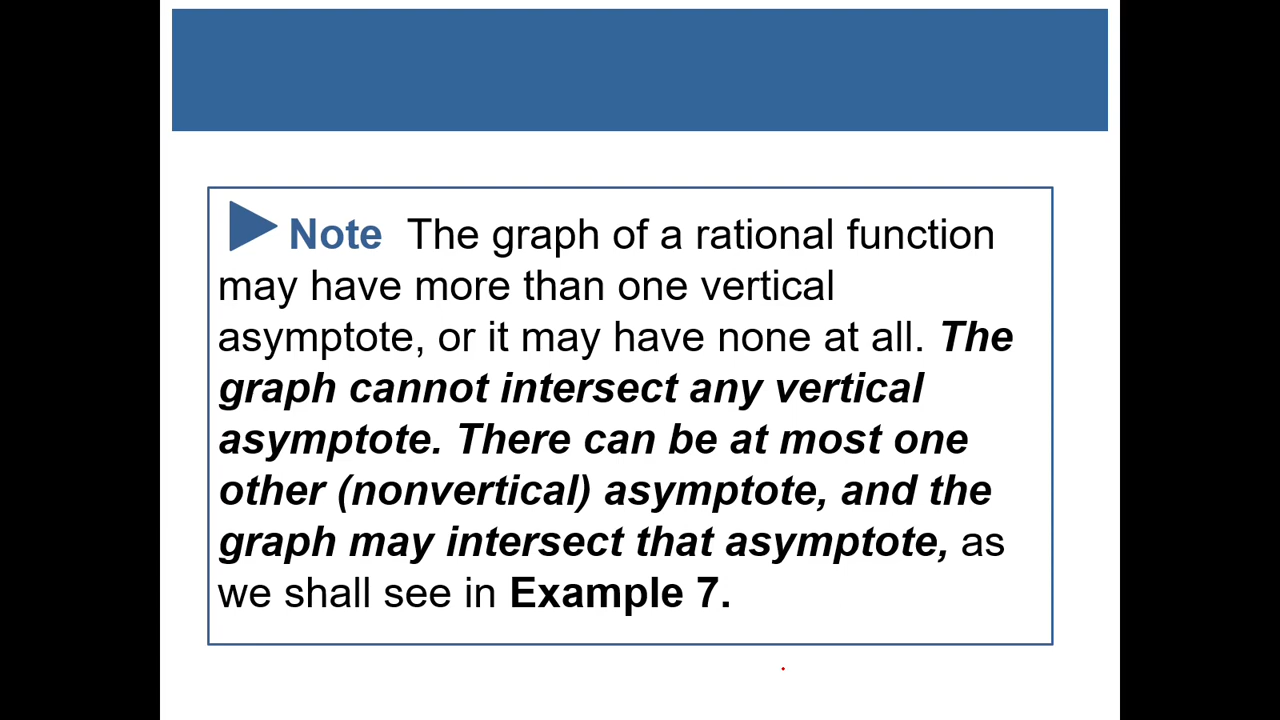 Note The graph of a rational function
may have more than one vertical
asymptote, or it may have none at all. The
graph cannot intersect any vertical
asymptote. There can be at most one
other (nonvertical) asymptote, and the
graph may intersect that asymptote, as
we shall see in Example 7.